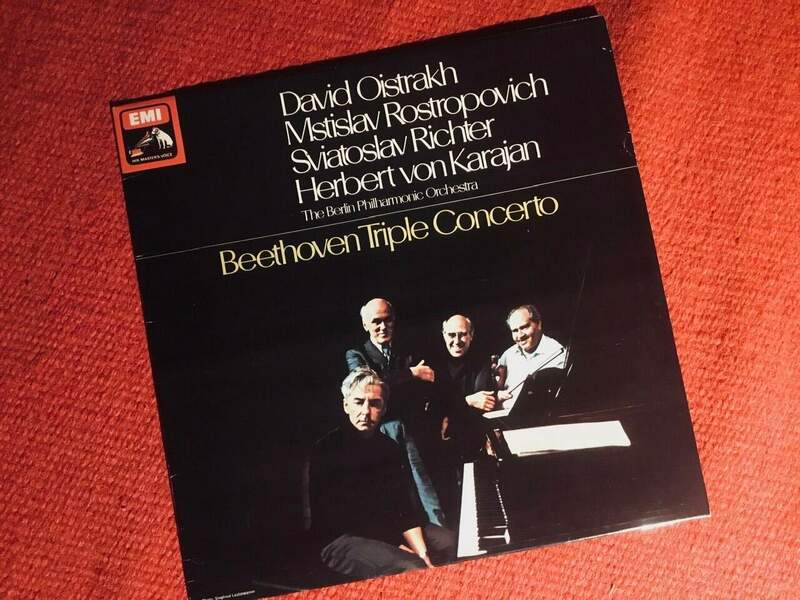 EMI
HIS MASTER'S VOICE
David Oistrakh
Mstislav Rostropovich
Sviatoslav Richter
Herbert von Karajan
The Berlin Philharmonic Orchestra
Beethoven Triple Concerto